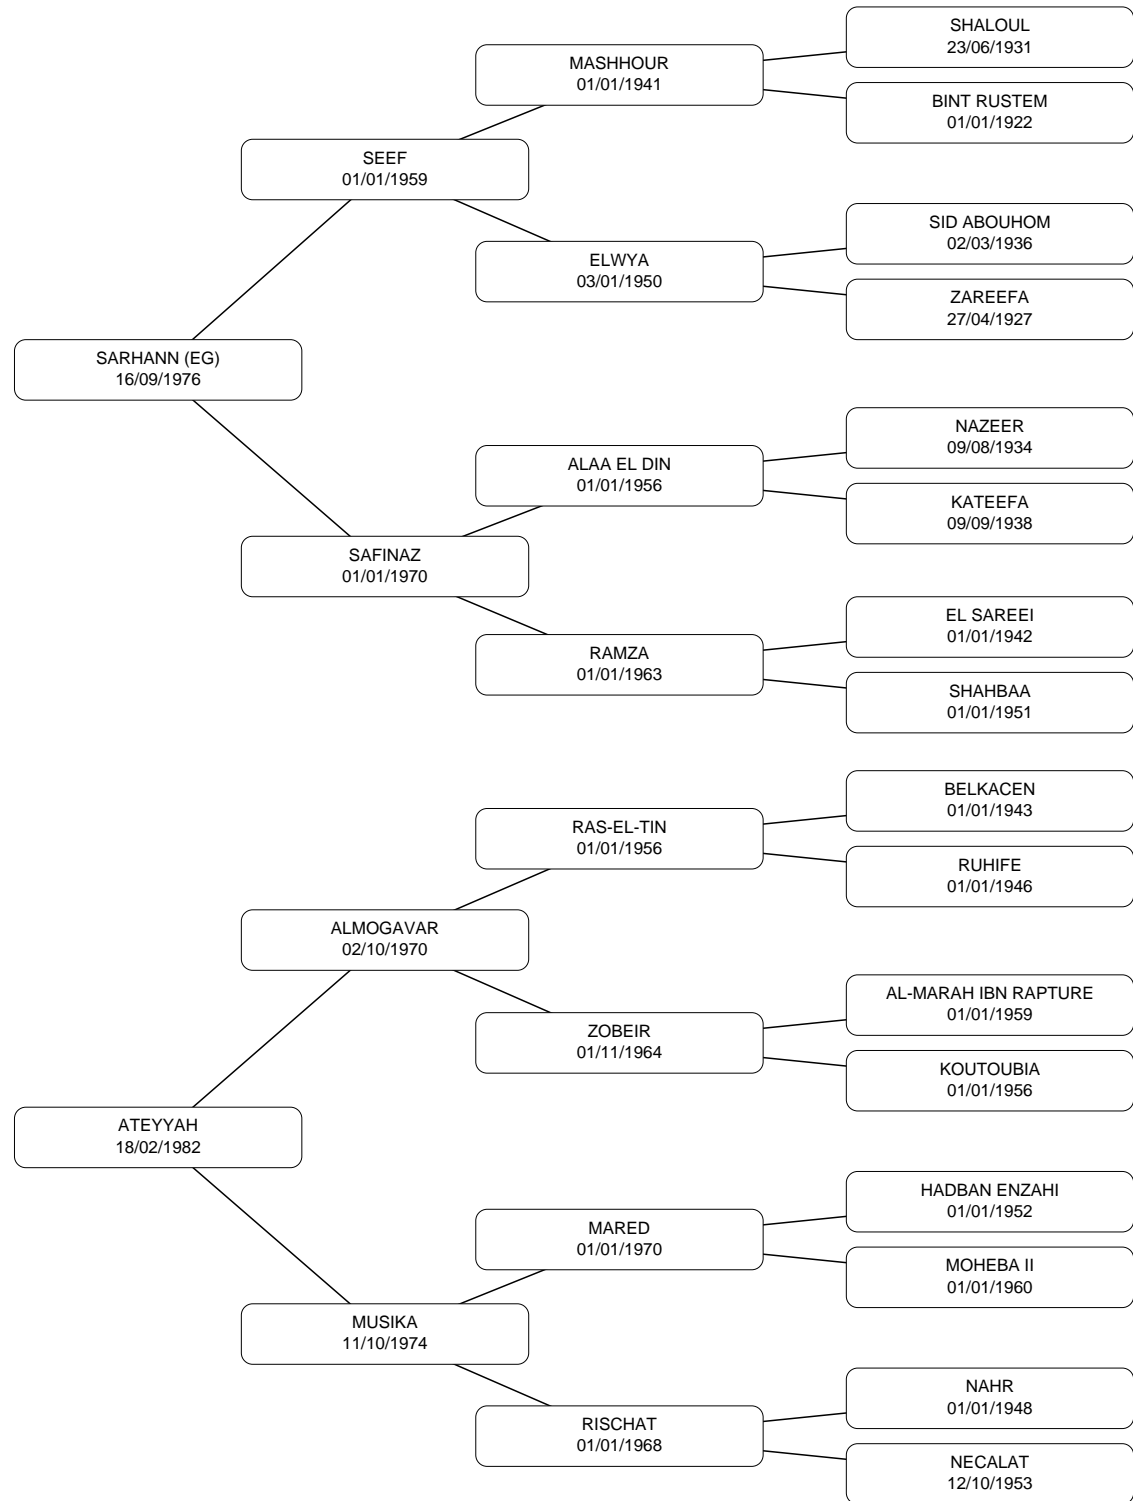 SHALOUL
23/06/1931
MASHHOUR
01/01/1941
BINT RUSTEM
01/01/1922
SEEF
01/01/1959
SID ABOUHOM
02/03/1936
ELWYA
03/01/1950
ZAREEFA
27/04/1927
SARHANN (EG)
16/09/1976
NAZEER
09/08/1934
ALAA EL DIN
01/01/1956
KATEEFA
09/09/1938
SAFINAZ
01/01/1970
EL SAREEI
01/01/1942
RAMZA
01/01/1963
SHAHBAA
01/01/1951
BELKACEN
01/01/1943
RAS-EL-TIN
01/01/1956
RUHIFE
01/01/1946
ALMOGAVAR
02/10/1970
AL-MARAH IBN RAPTURE
01/01/1959
ZOBEIR
01/11/1964
KOUTOUBIA
01/01/1956
ATEYYAH
18/02/1982
HADBAN ENZAHI
01/01/1952
MARED
01/01/1970
MOHEBA II
01/01/1960
MUSIKA
11/10/1974
NAHR
01/01/1948
RISCHAT
01/01/1968
NECALAT
12/10/1953